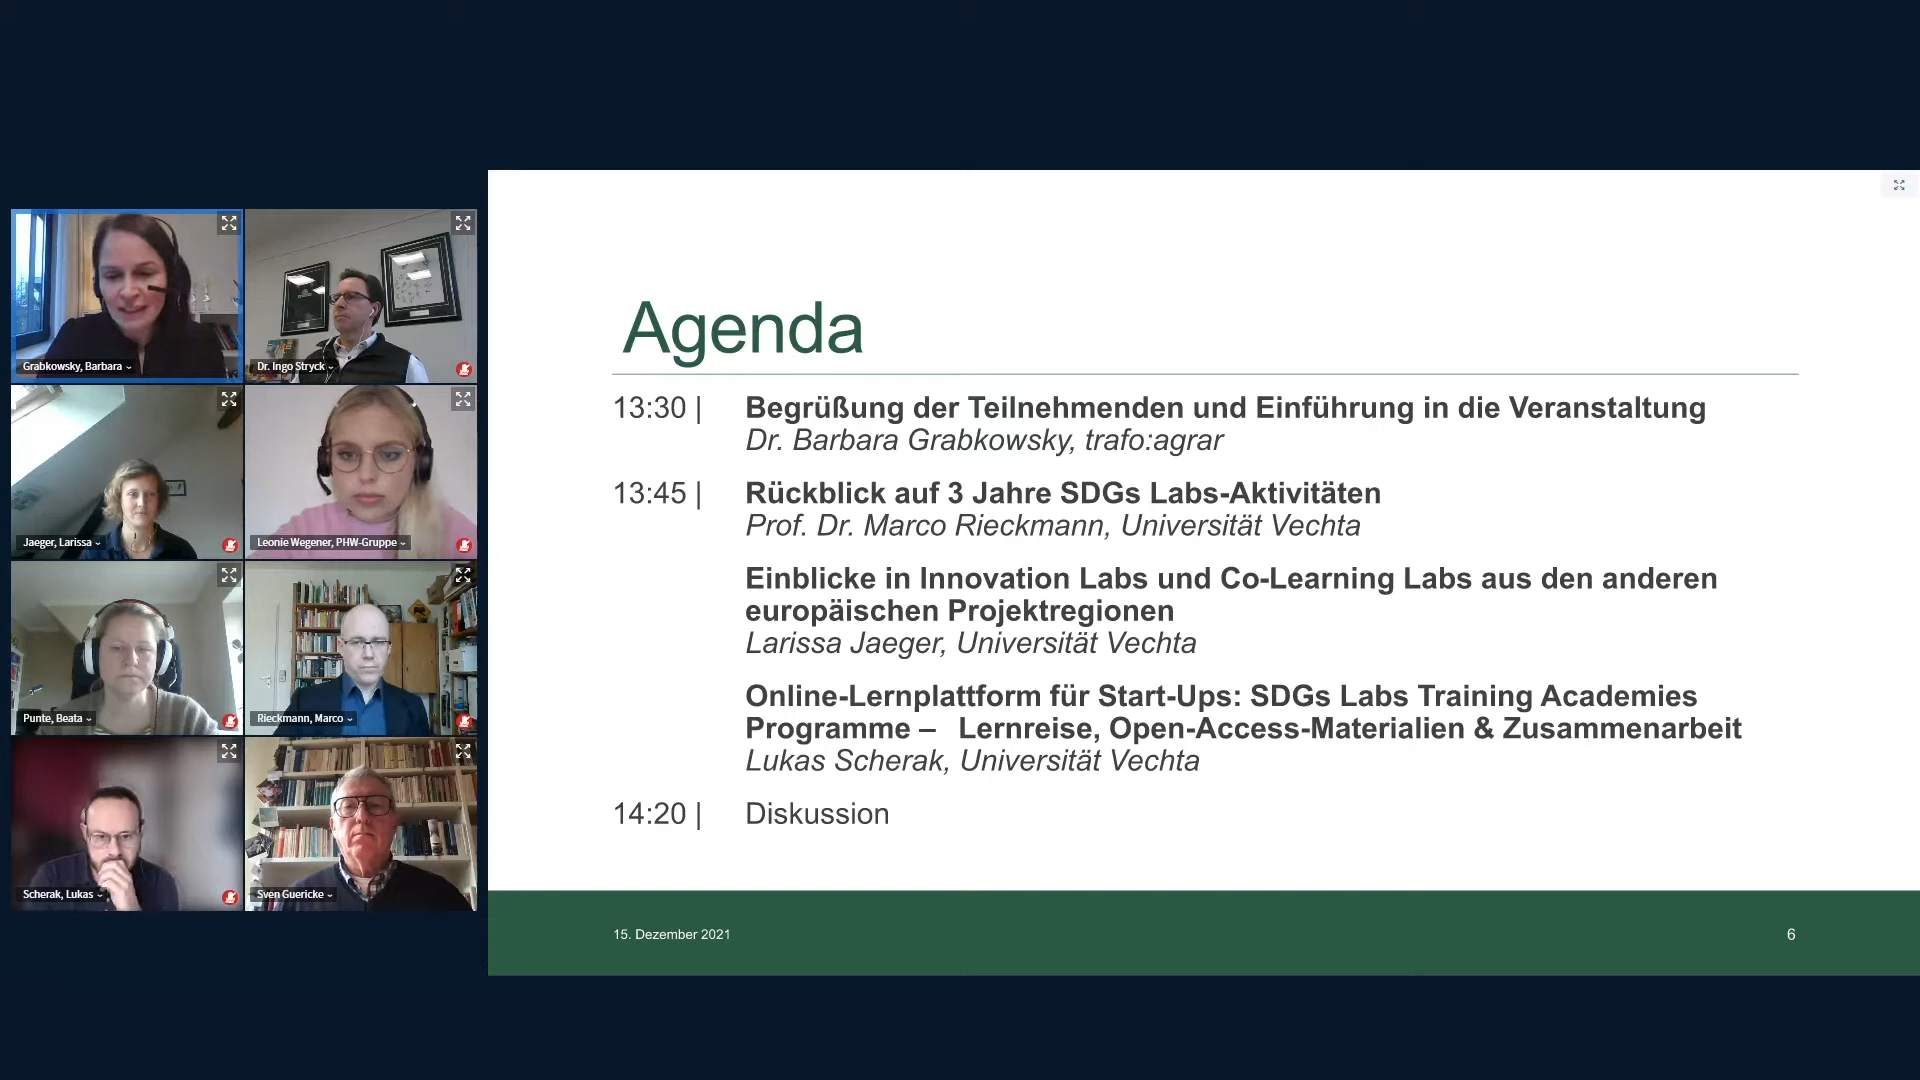 Grabkowsky, Barbara
Dr. Ingo Stryck
Jaeger, Larissa
Leonie Wegener, PHW-Gruppe
Punte, Beata
Rieckmann, Marco
Scherak, Lukas
Sven Guericke
Agenda
13:30 | Begrüßung der Teilnehmenden und Einführung in die Veranstaltung
Dr. Barbara Grabkowsky, trafo:agrar
13:45 | Rückblick auf 3 Jahre SDGs Labs-Aktivitäten
Prof. Dr. Marco Rieckmann, Universität Vechta
Einblicke in Innovation Labs und Co-Learning Labs aus den anderen
europäischen Projektregionen
Larissa Jaeger, Universität Vechta
Online-Lernplattform für Start-Ups: SDGs Labs Training Academies
Programme – Lernreise, Open-Access-Materialien & Zusammenarbeit
Lukas Scherak, Universität Vechta
14:20 | Diskussion
15. Dezember 2021
6